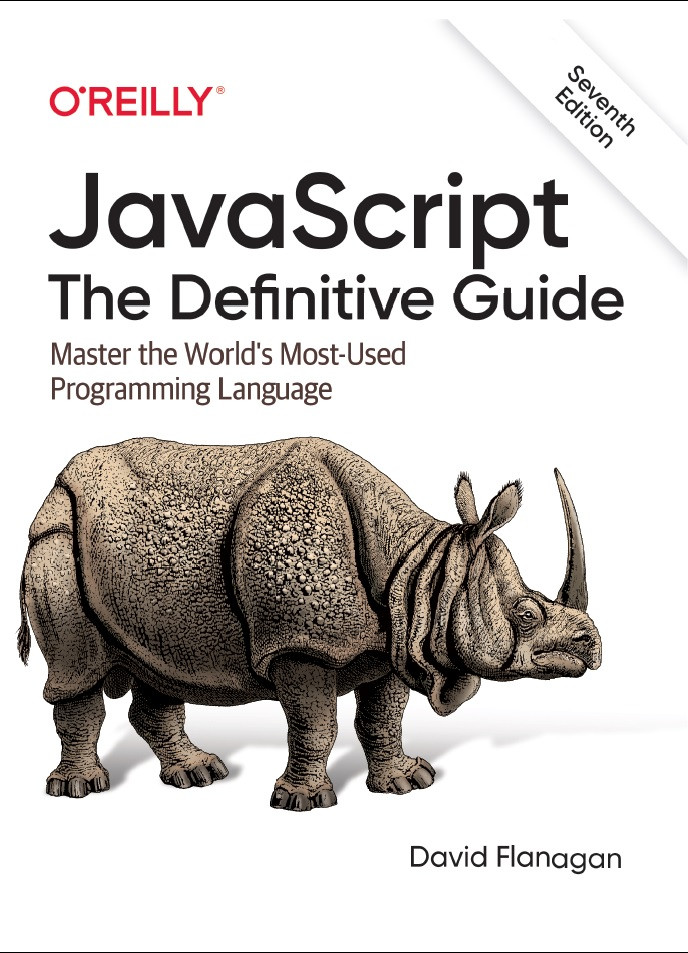 O'REILLY®
Seventh
Edition
JavaScript
The Definitive Guide
Master the World's Most-Used
Programming Language
David Flanagan